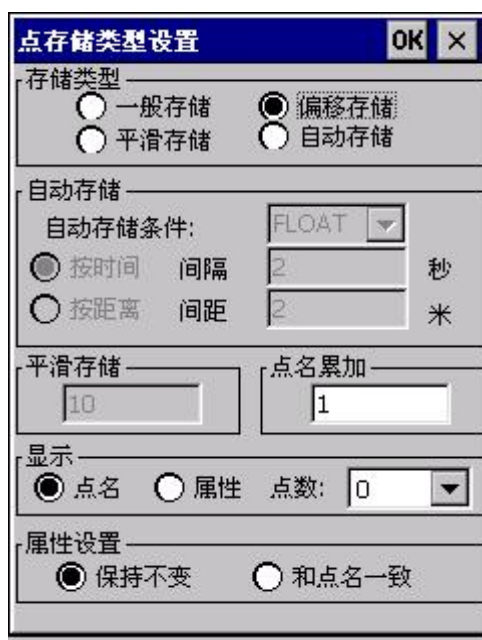 点存储类型设置 OK ×
存储类型
一般存储 偏移存储
平滑存储 自动存储
自动存储
自动存储条件: FLOAT
按时间 间隔 2 秒
按距离 间距 2 米
平滑存储 点名累加
10 1
显示
点名 属性 点数: 0
属性设置
保持不变 和点名一致